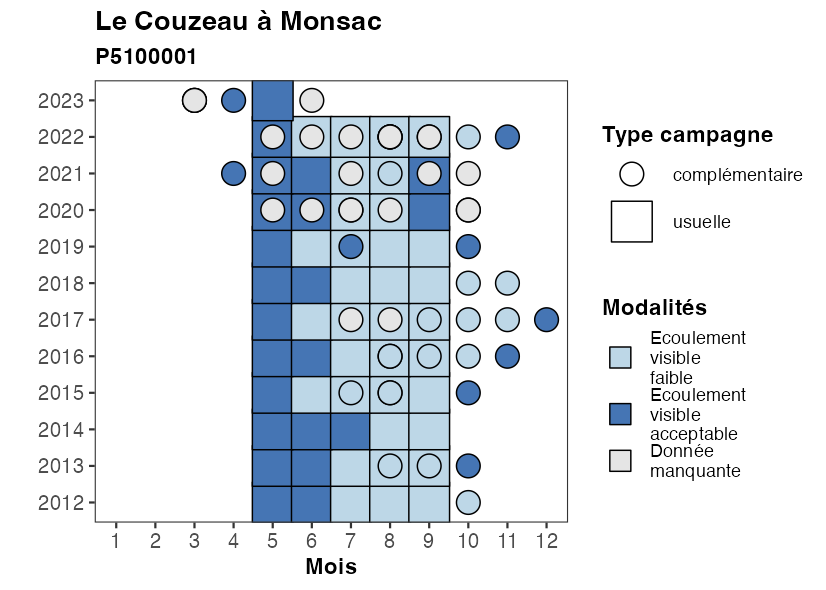 Le Couzeau à Monsac
P5100001
2023
2022
2021
2020
2019
2018
2017
2016
2015
2014
2013
2012
1 2 3 4 5 6 7 8 9 10 11 12
Mois
Type campagne
complémentaire
usuelle
Modalités
Ecoulement
visible
faible
Ecoulement
visible
acceptable
Donnée
manquante